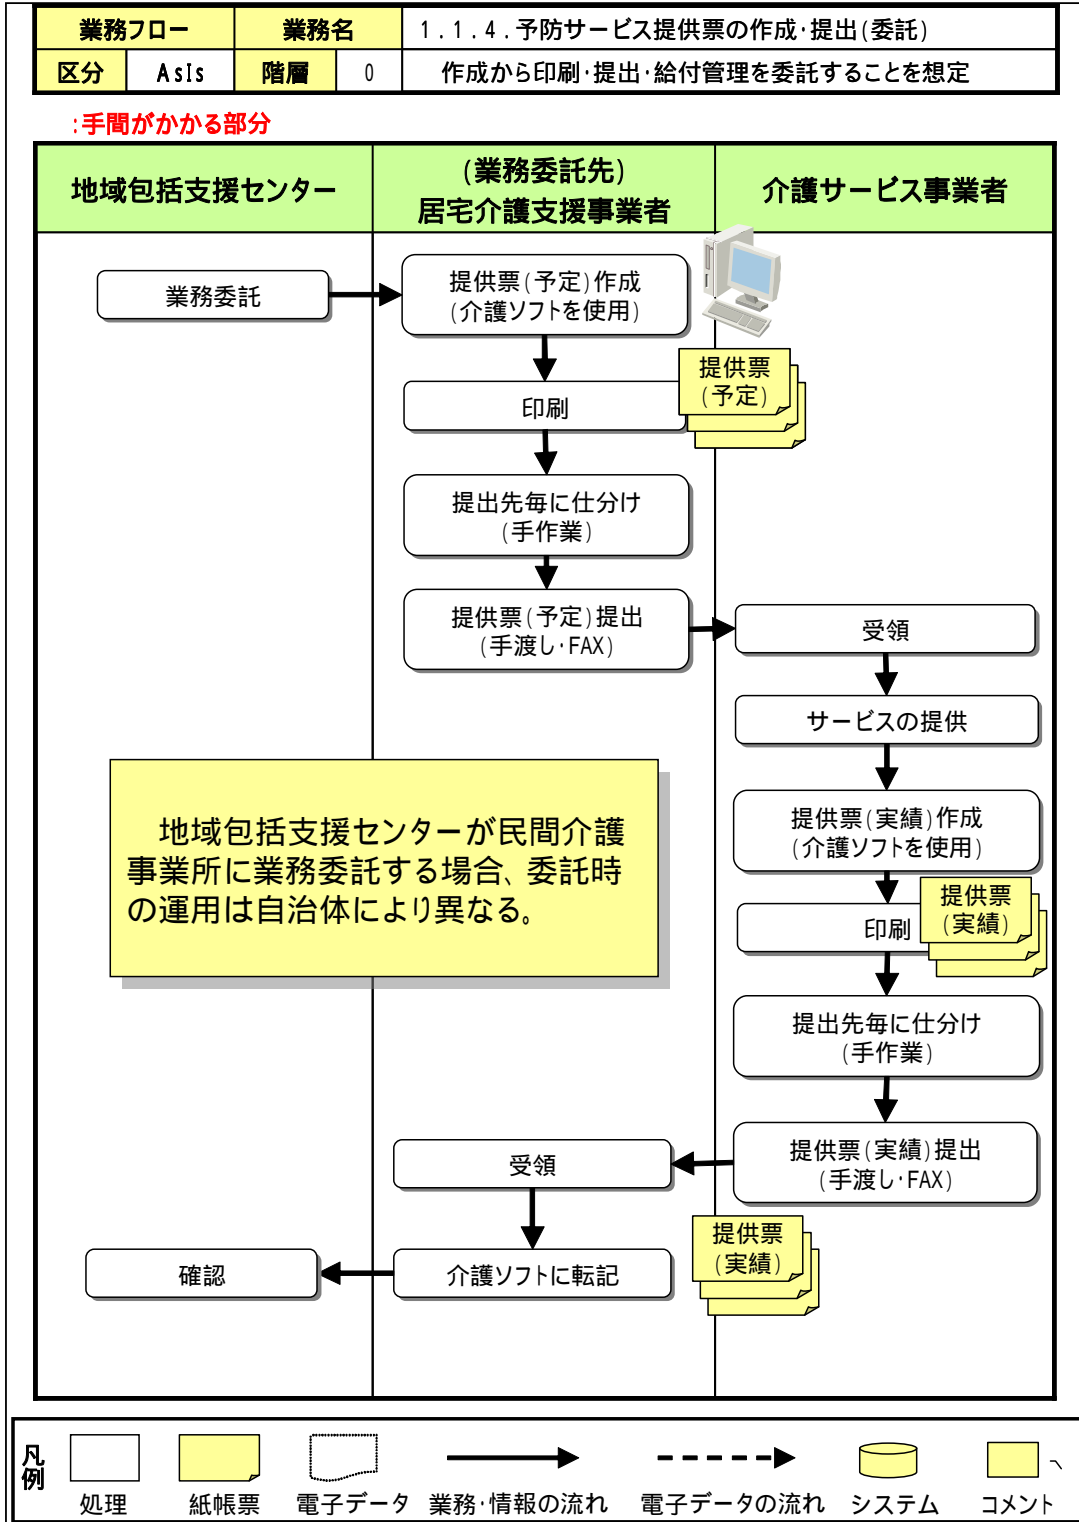 業務フロー 業務名 1.1.4.予防サービス提供票の作成・提出(委託)
区分 AsIs 階層 0 作成から印刷・提出・給付管理を委託することを想定
:手間がかかる部分
地域包括支援センター
(業務委託先)
居宅介護支援事業者
介護サービス事業者
業務委託
提供票(予定)作成
(介護ソフトを使用)
提供票
(予定)
印刷
提出先毎に仕分け
(手作業)
提供票(予定)提出
(手渡し・FAX)
受領
サービスの提供
地域包括支援センターが民間介護
事業所に業務委託する場合、委託時
の運用は自治体により異なる。
提供票(実績)作成
(介護ソフトを使用)
提供票
(実績)
印刷
提出先毎に仕分け
(手作業)
提供票(実績)提出
(手渡し・FAX)
受領
提供票
(実績)
介護ソフトに転記
確認
凡例
処理 紙帳票 電子データ 業務・情報の流れ 電子データの流れ システム コメント